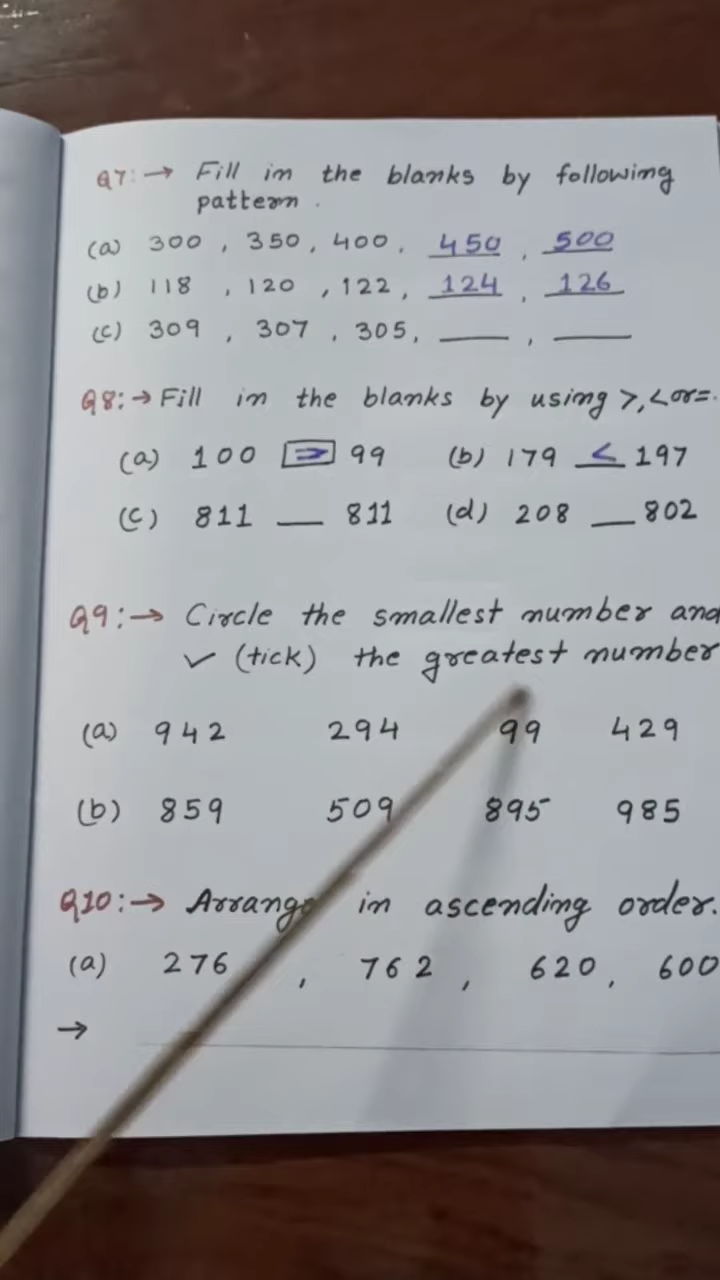 Q7:→ Fill in the blanks by following
pattern.
(a) 300 , 350, 400, 450, 500
(b) 118 , 120 , 122, 124, 126
(c) 309 , 307 , 305, ____, ____
Q8:→ Fill in the blanks by using >,< or =.
(a) 100 > 99 (b) 179 < 197
(c) 811 __ 811 (d) 208 __ 802
Q9:→ Circle the smallest number and
✓ (tick) the greatest number
(a) 942 294 99 429
(b) 859 509 895 985
Q10:→ Arrange in ascending order.
(a) 276 , 762 , 620, 600
→